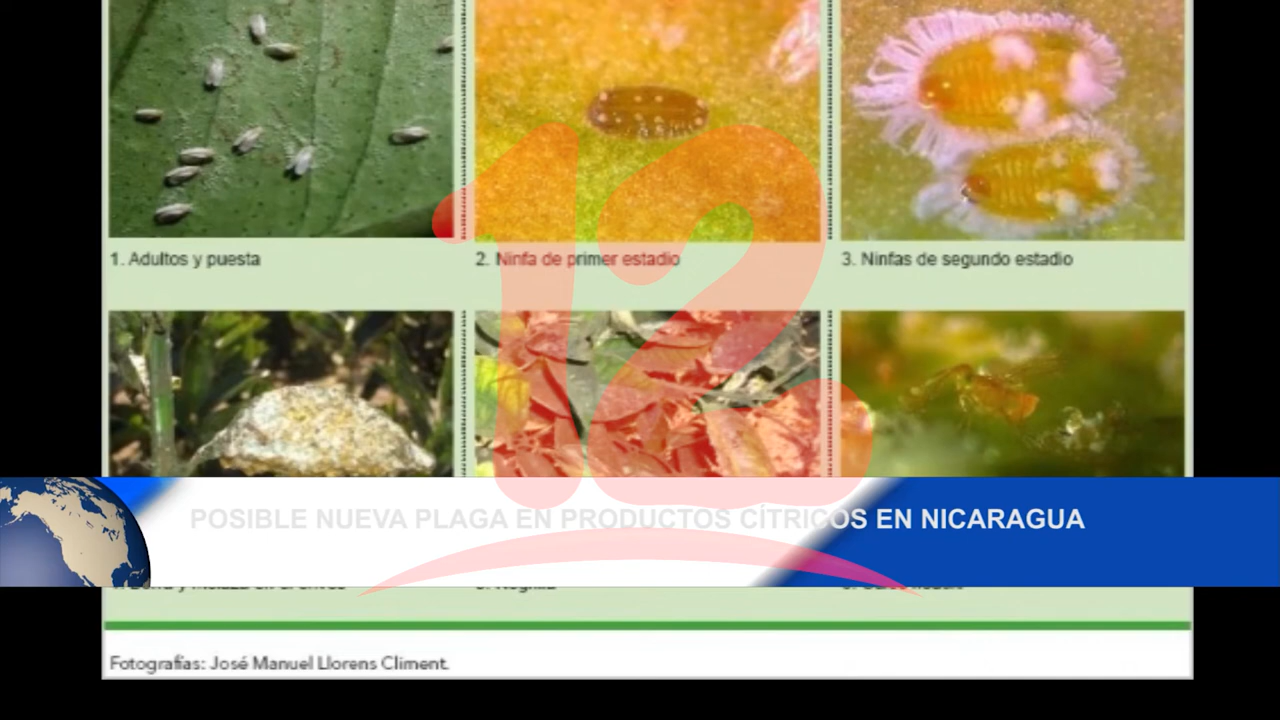 1. Adultos y puesta
2. Ninfa de primer estadio
3. Ninfas de segundo estadio
12
POSIBLE NUEVA PLAGA EN PRODUCTOS CÍTRICOS EN NICARAGUA
Fotografías: José Manuel Llorens Climent.